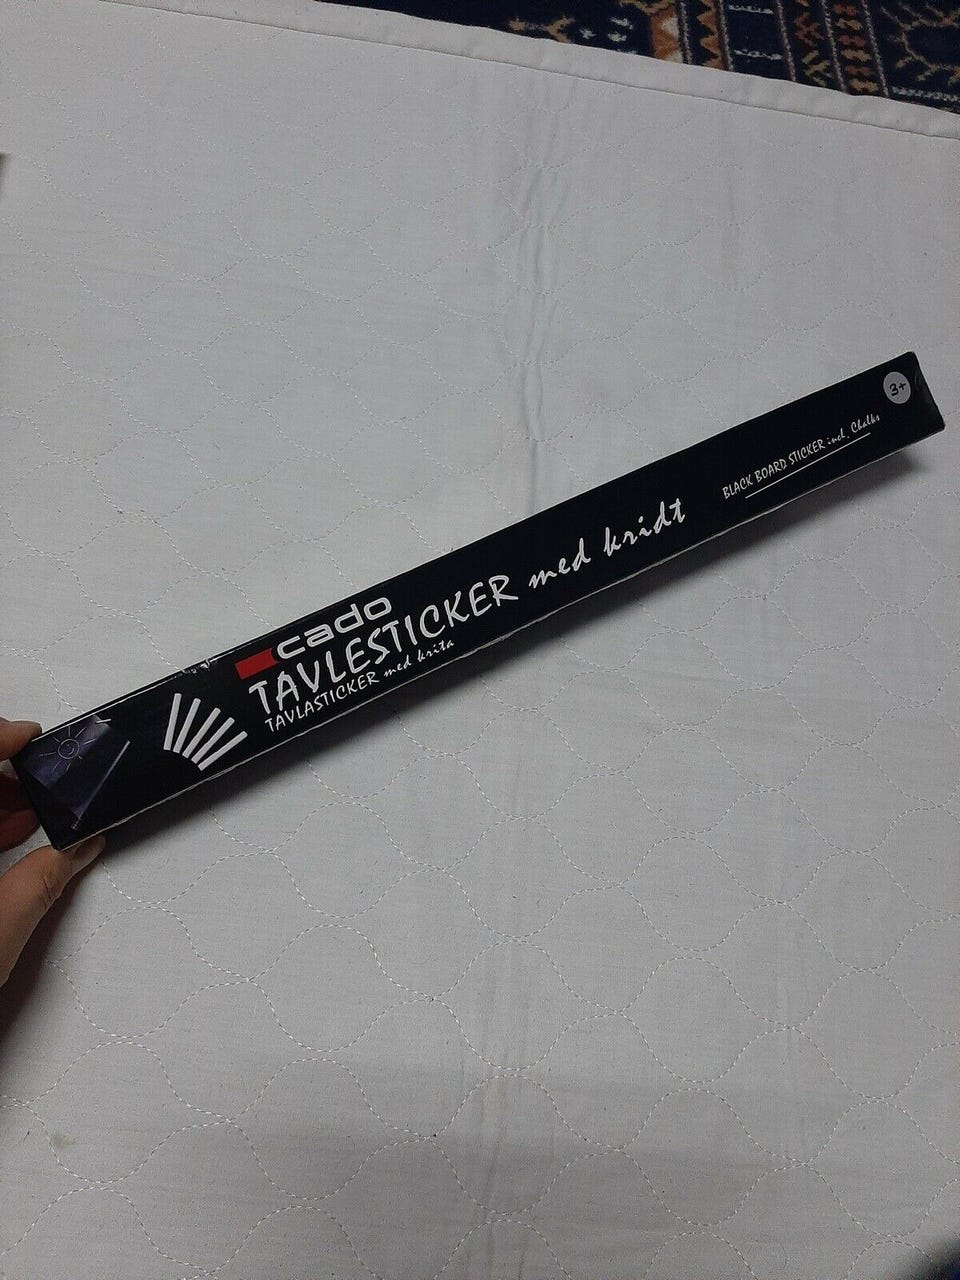 cado
TAVLESTICKER med kridt
TAVLASTICKER med krita
BLACK BOARD STICKER incl. Chalks
3+